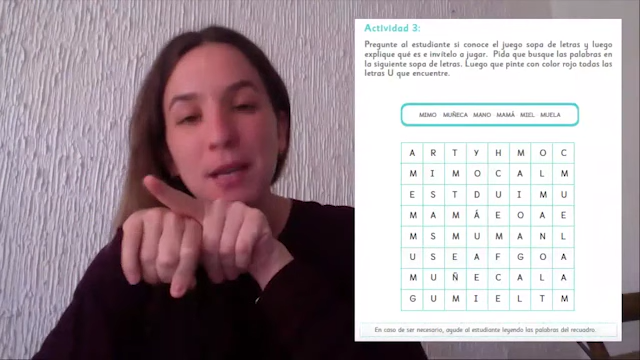 Actividad 3:
Pregunte al estudiante si conoce el juego sopa de letras y luego
explique qué es e invítelo a jugar. Pida que busque las palabras en
la siguiente sopa de letras. Luego que pinte con color rojo todas las
letras U que encuentre.
MIMO MUÑECA MANO MAMÁ MIEL MUELA
A R T Y H M O C
M I M O C A L M
E S T D U I M U
M A M Á E O A E
M S M U M A N L
U S E A F G O A
M U Ñ E C A L A
G U M I E L T M
En caso de ser necesario, ayude al estudiante leyendo las palabras del recuadro.